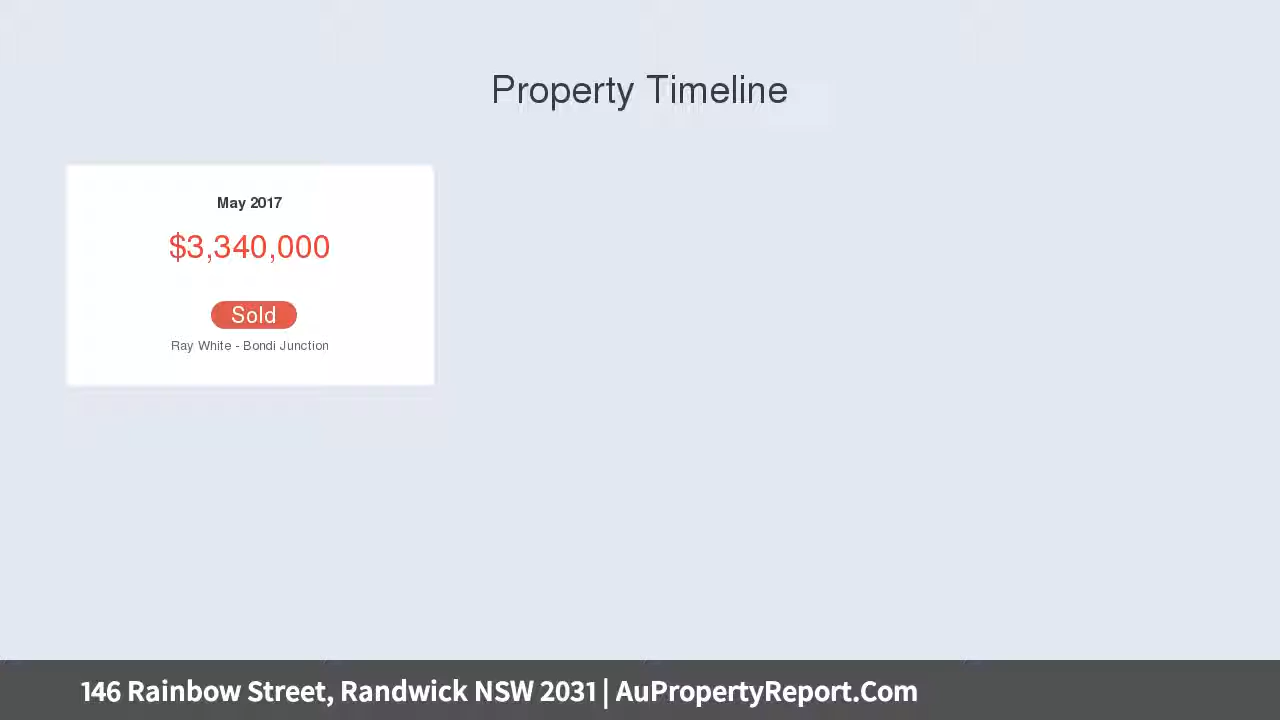 Property Timeline
May 2017
$3,340,000
Sold
Ray White - Bondi Junction
146 Rainbow Street, Randwick NSW 2031 | AuPropertyReport.Com